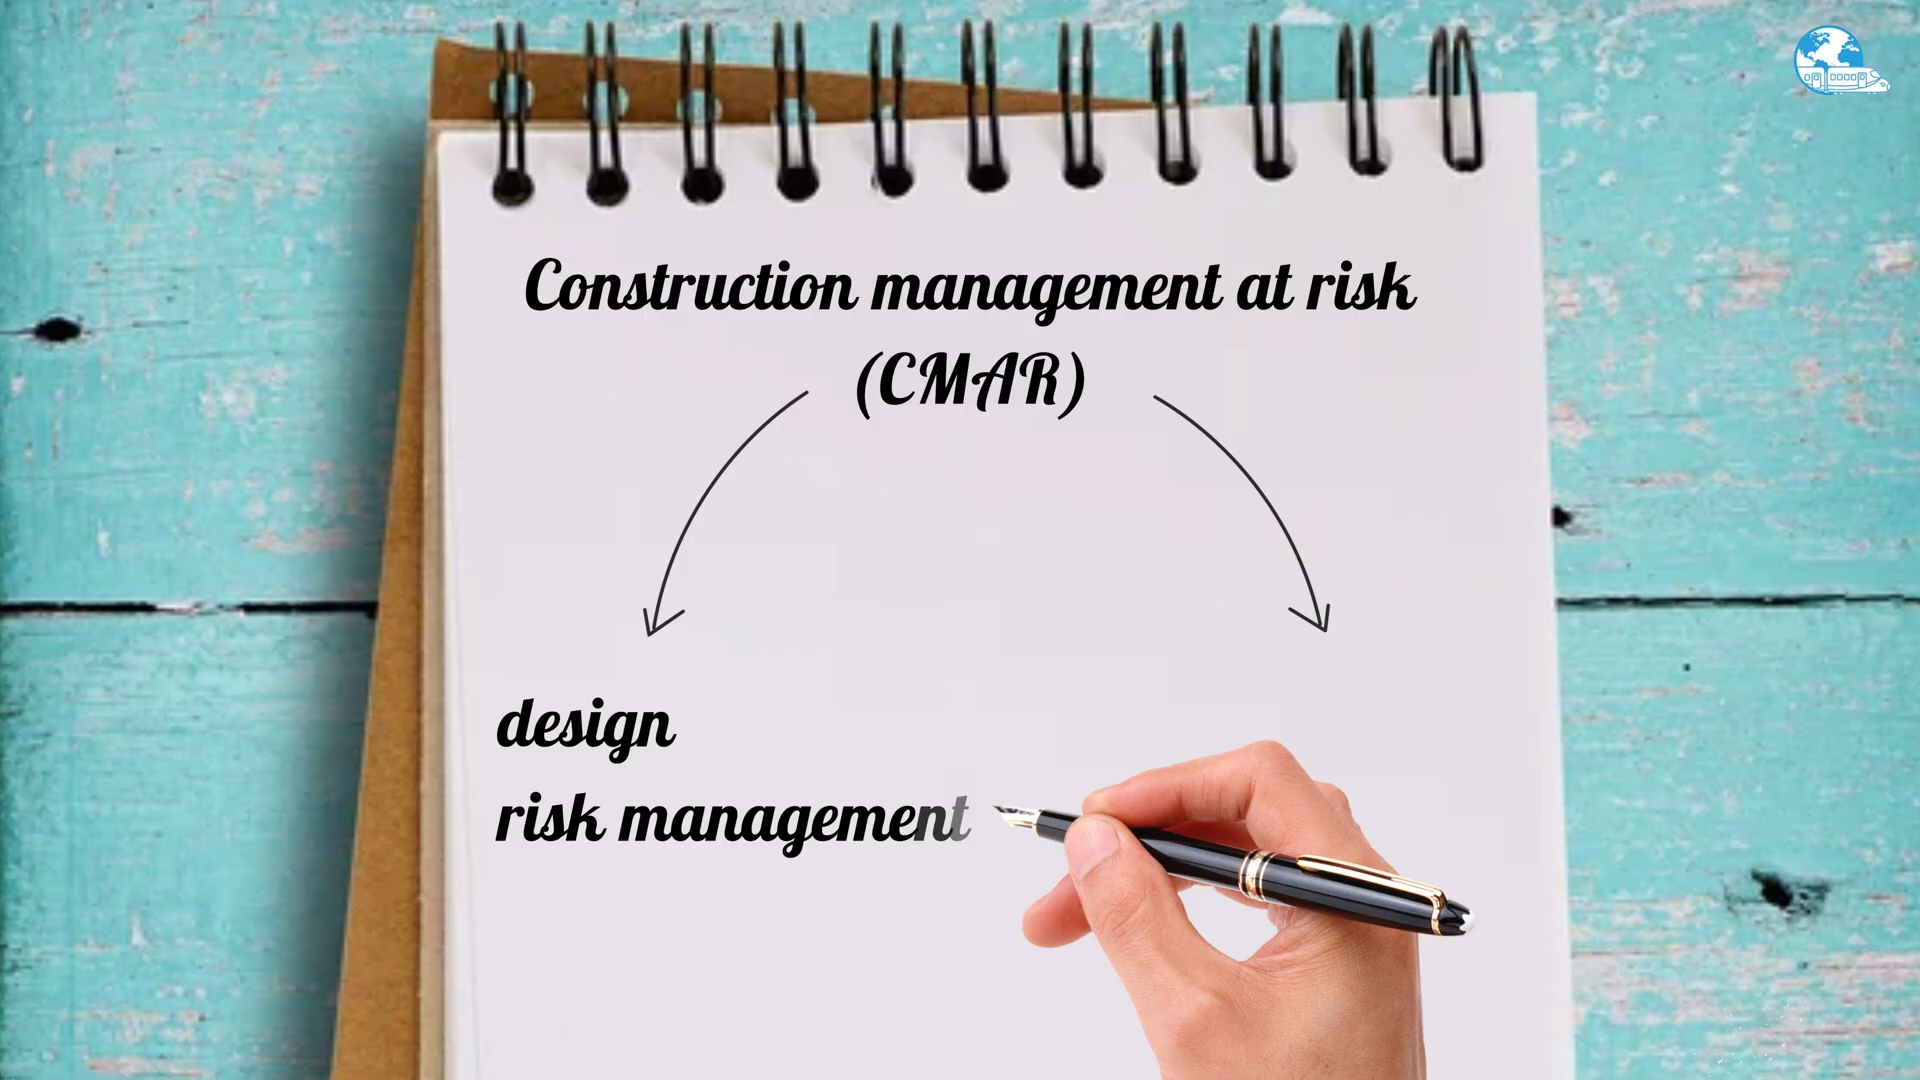 Construction management at risk
(CMAR)
design
risk management